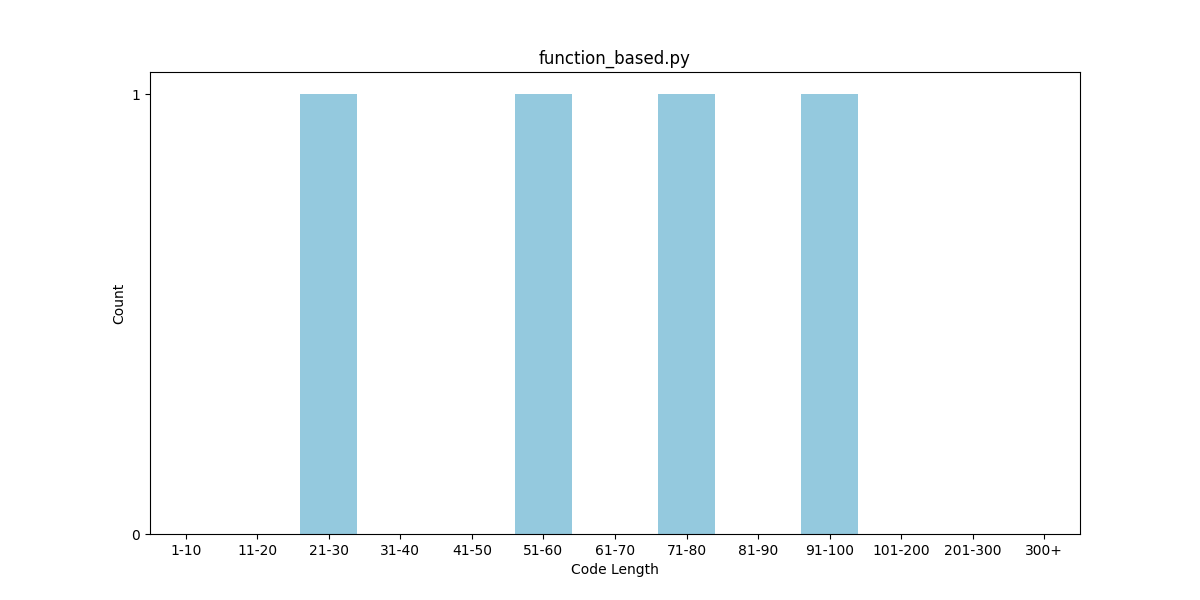 function_based.py
1
Count
0
1-10 11-20 21-30 31-40 41-50 51-60 61-70 71-80 81-90 91-100 101-200 201-300 300+
Code Length